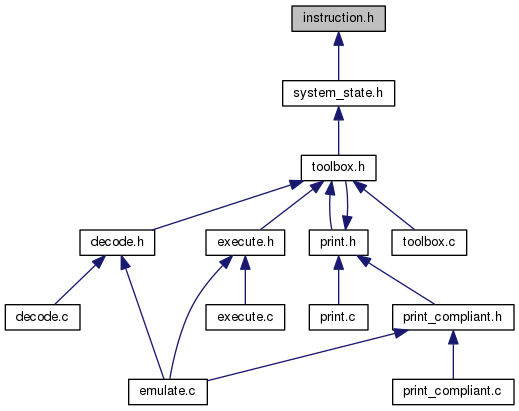 instruction.h
system_state.h
toolbox.h
decode.h
execute.h
print.h
toolbox.c
decode.c
execute.c
print.c
print_compliant.h
emulate.c
print_compliant.c